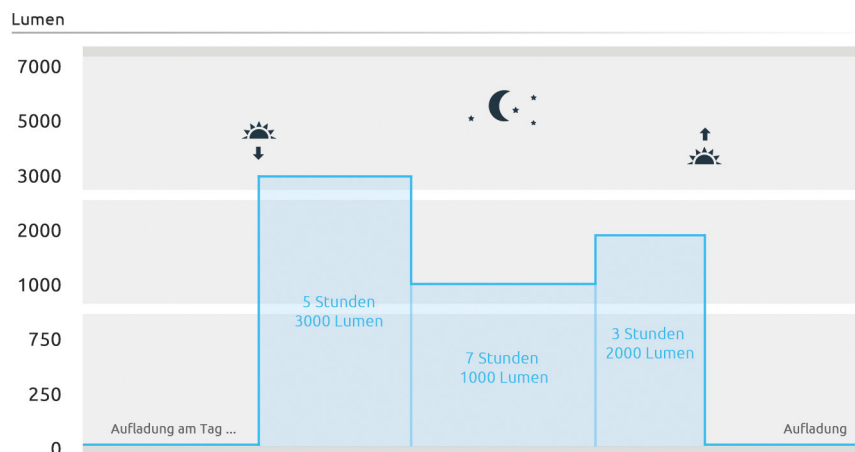 Lumen
7000
5000
3000
2000
1000
750
250
0
5 Stunden
3000 Lumen
7 Stunden
1000 Lumen
3 Stunden
2000 Lumen
Aufladung am Tag ...
Aufladung